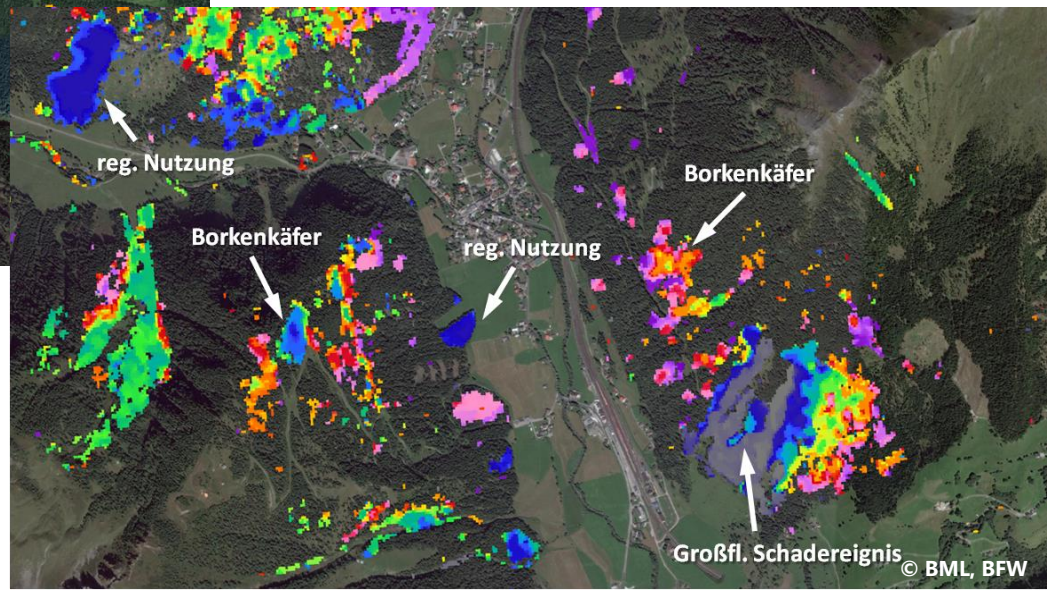 reg. Nutzung
Borkenkäfer
Borkenkäfer
reg. Nutzung
Großfl. Schadereignis
© BML, BFW